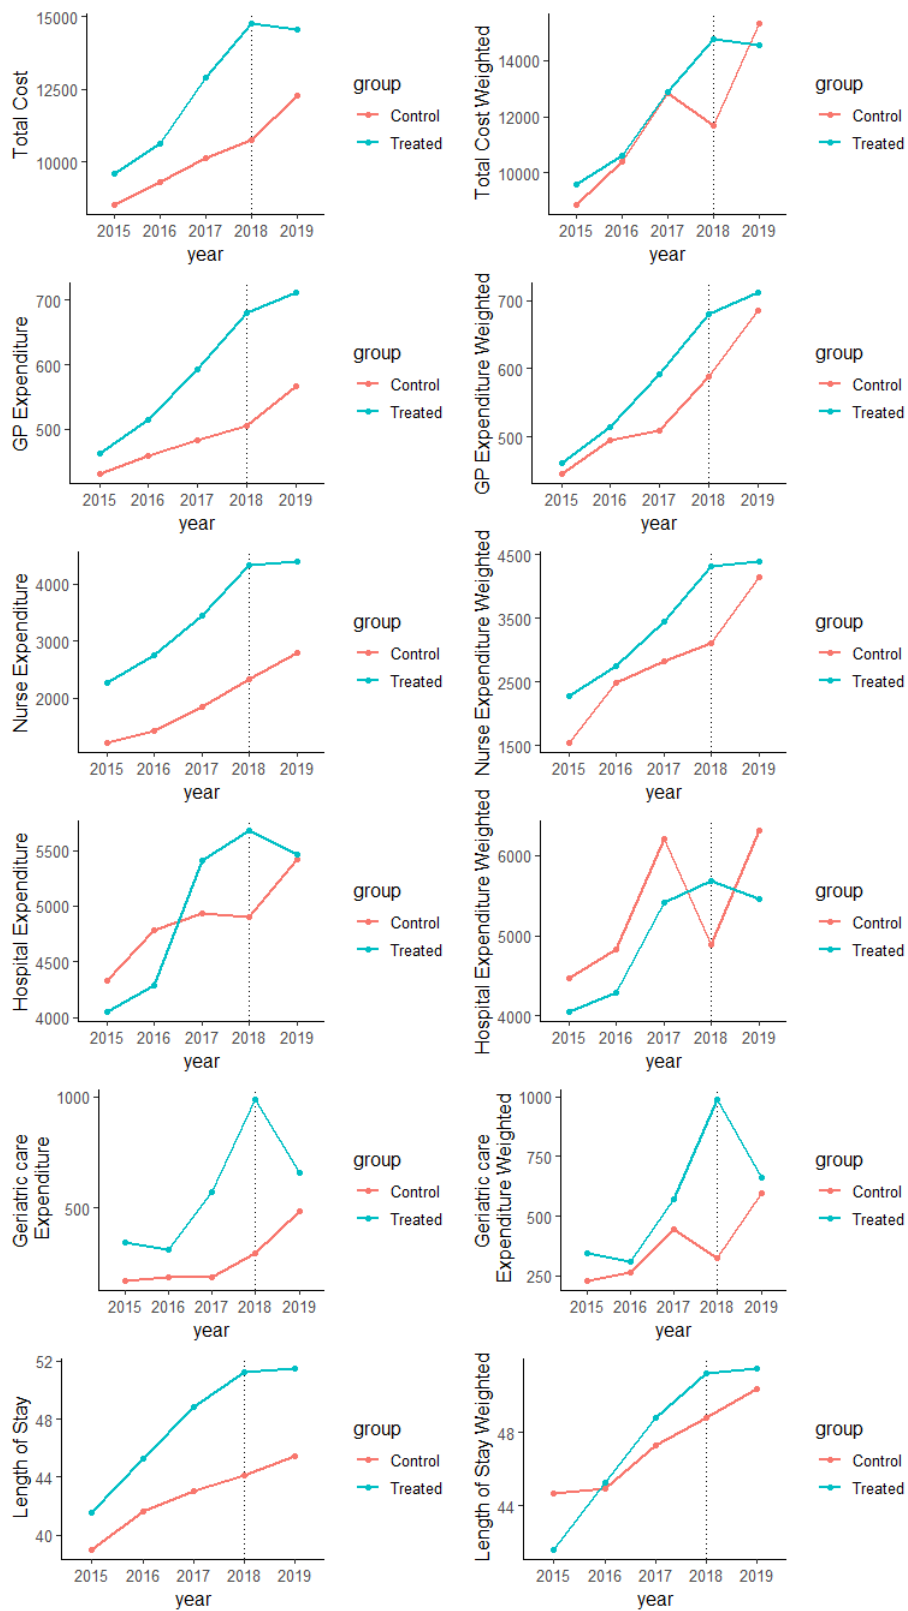 Total Cost
15000
12500
10000
2015 2016 2017 2018 2019
year
group
Control
Treated
Total Cost Weighted
14000
12000
10000
2015 2016 2017 2018 2019
year
group
Control
Treated
GP Expenditure
700
600
500
2015 2016 2017 2018 2019
year
group
Control
Treated
GP Expenditure Weighted
700
600
500
2015 2016 2017 2018 2019
year
group
Control
Treated
Nurse Expenditure
4000
3000
2000
2015 2016 2017 2018 2019
year
group
Control
Treated
Nurse Expenditure Weighted
4500
3500
2500
1500
2015 2016 2017 2018 2019
year
group
Control
Treated
Hospital Expenditure
5500
5000
4500
4000
2015 2016 2017 2018 2019
year
group
Control
Treated
Hospital Expenditure Weighted
6000
5000
4000
2015 2016 2017 2018 2019
year
group
Control
Treated
Geriatric care
Expenditure
1000
500
2015 2016 2017 2018 2019
year
group
Control
Treated
Geriatric care
Expenditure Weighted
1000
750
500
250
2015 2016 2017 2018 2019
year
group
Control
Treated
Length of Stay
52
48
44
40
2015 2016 2017 2018 2019
year
group
Control
Treated
Length of Stay Weighted
48
44
2015 2016 2017 2018 2019
year
group
Control
Treated